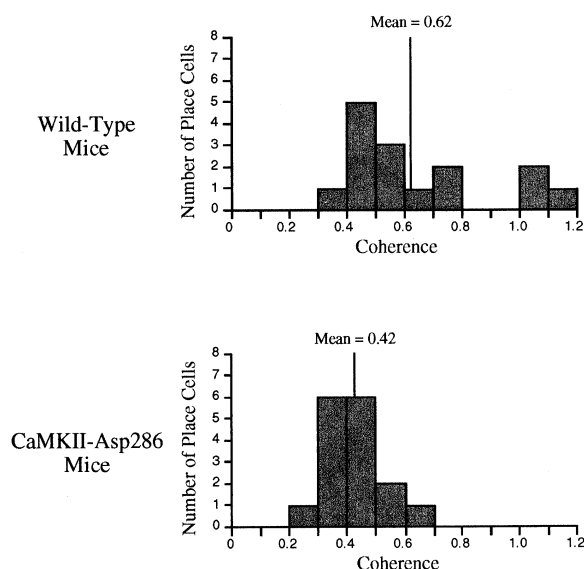 Mean = 0.62
8
7
6
5
4
3
2
1
0
Number of Place Cells
Wild-Type
Mice
0 0.2 0.4 0.6 0.8 1.0 1.2
Coherence
Mean = 0.42
8
7
6
5
4
3
2
1
0
Number of Place Cells
CaMKII-Asp286
Mice
0 0.2 0.4 0.6 0.8 1.0 1.2
Coherence